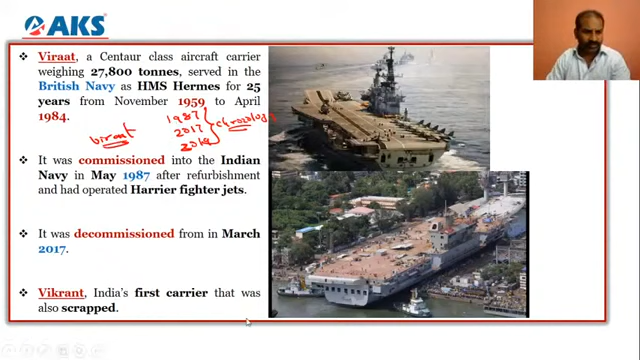 AKS
❖ Viraat, a Centaur class aircraft carrier
weighing 27,800 tonnes, served in the
British Navy as HMS Hermes for 25
years from November 1959 to April
1984.
1987
2017
Viraat
❖ It was commissioned into the Indian
Navy in May 1987 after refurbishment
and had operated Harrier fighter jets.
❖ It was decommissioned from in March
2017.
❖ Vikrant, India's first carrier that was
also scrapped.